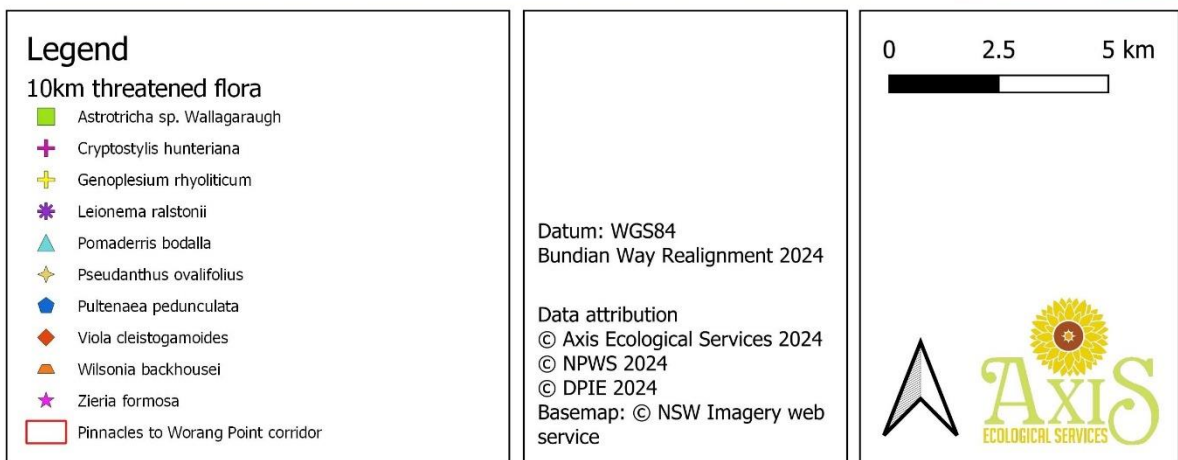 Legend
10km threatened flora
Astrotricha sp. Wallagaraugh
Cryptostylis hunteriana
Genoplesium rhyoliticum
Leionema ralstonii
Pomaderris bodalla
Pseudanthus ovalifolius
Pultenaea pedunculata
Viola cleistogamoides
Wilsonia backhousei
Zieria formosa
Pinnacles to Worang Point corridor
Datum: WGS84
Bundian Way Realignment 2024
Data attribution
© Axis Ecological Services 2024
© NPWS 2024
© DPIE 2024
Basemap: © NSW Imagery web
service
0 2.5 5 km
AXIS
ECOLOGICAL SERVICES